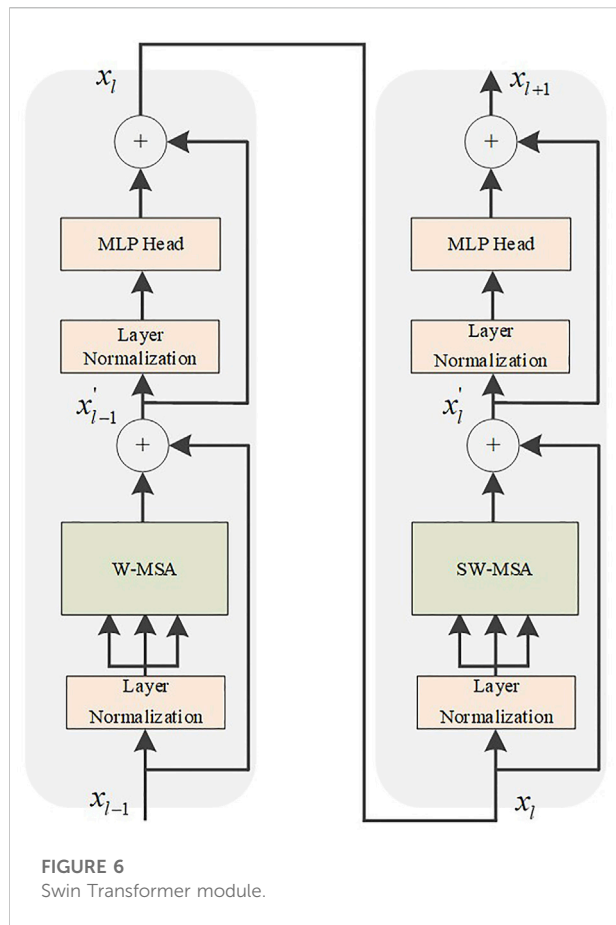 x_l
+
MLP Head
Layer
Normalization
x'_{l-1}
+
W-MSA
Layer
Normalization
x_{l-1}
x_{l+1}
+
MLP Head
Layer
Normalization
x'_l
+
SW-MSA
Layer
Normalization
x_l
FIGURE 6
Swin Transformer module.